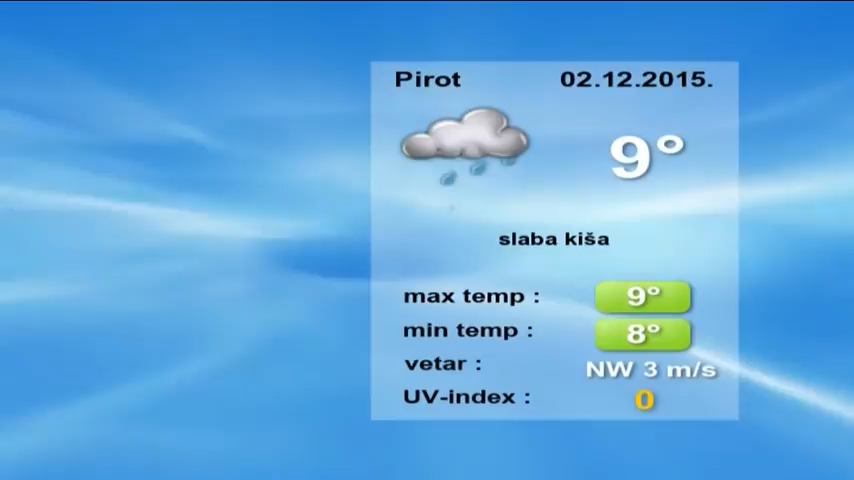 Pirot 02.12.2015.
9°
slaba kiša
max temp : 9°
min temp : 8°
vetar : NW 3 m/s
UV-index : 0